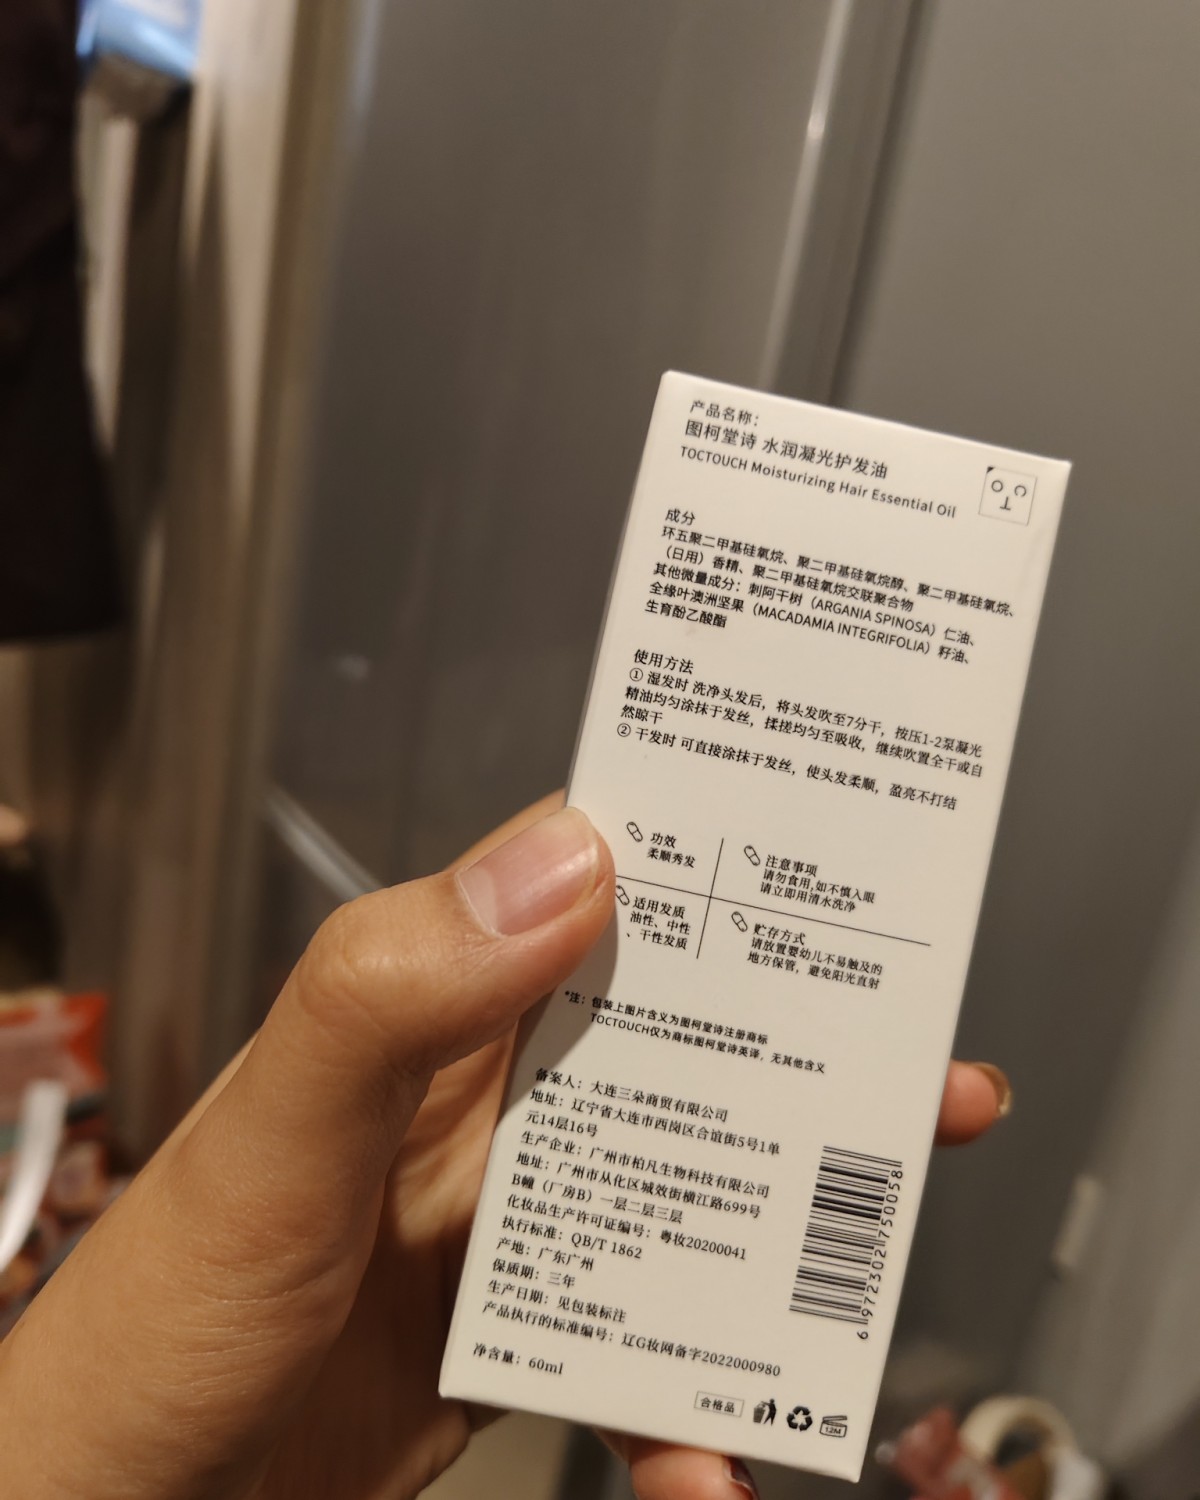 产品名称：
图柯堂诗 水润凝光护发油
TOCTOUCH Moisturizing Hair Essential Oil
TOC
成分
环五聚二甲基硅氧烷、聚二甲基硅氧烷醇、聚二甲基硅氧烷、
（日用）香精、聚二甲基硅氧烷交联聚合物
其他微量成分：刺阿干树（ARGANIA SPINOSA）仁油、
全缘叶澳洲坚果（MACADAMIA INTEGRIFOLIA）籽油、
生育酚乙酸酯
使用方法
① 湿发时 洗净头发后，将头发吹至7分干，按压1-2泵凝光
精油均匀涂抹于发丝，揉搓均匀至吸收，继续吹置全干或自
然晾干
② 干发时 可直接涂抹于发丝，使头发柔顺，盈亮不打结
功效
柔顺秀发
注意事项
请勿食用,如不慎入眼
请立即用清水洗净
适用发质
油性、中性
、干性发质
贮存方式
请放置婴幼儿不易触及的
地方保管，避免阳光直射
*注：包装上图片含义为图柯堂诗注册商标
TOCTOUCH仅为商标图柯堂诗英译，无其他含义
备案人：大连三朵商贸有限公司
地址：辽宁省大连市西岗区合谊街5号1单
元14层16号
生产企业：广州市柏凡生物科技有限公司
地址：广州市从化区城效街横江路699号
B幢（厂房B）一层二层三层
化妆品生产许可证编号：粤妆20200041
执行标准：QB/T 1862
产地：广东广州
保质期：三年
生产日期：见包装标注
产品执行的标准编号：辽G妆网备字2022000980
净含量：60ml
6 972302 750058
合格品
12M